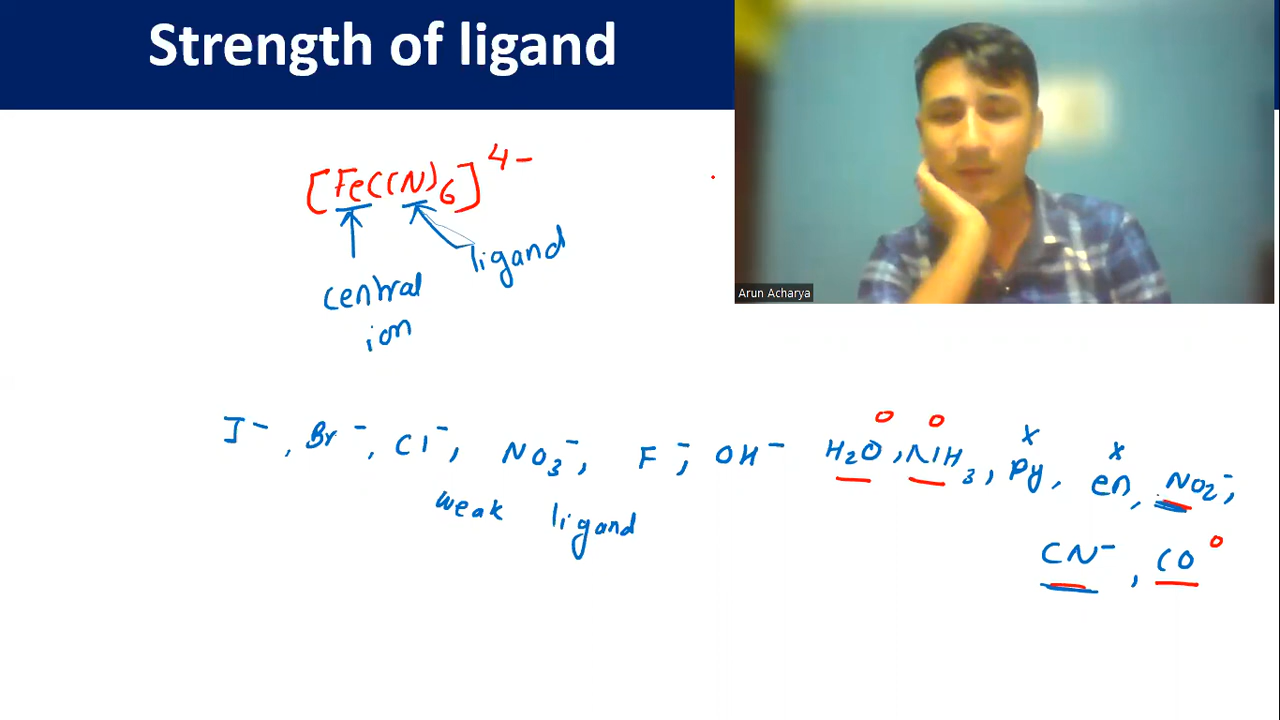 Strength of ligand
[Fe(CN)6]4-
ligand
central
ion
Arun Acharya
o o
x x
I-, Br-, Cl-, NO3-, F-, OH- H2O, NH3, py, en, NO2-,
weak ligand
CN-, CO o